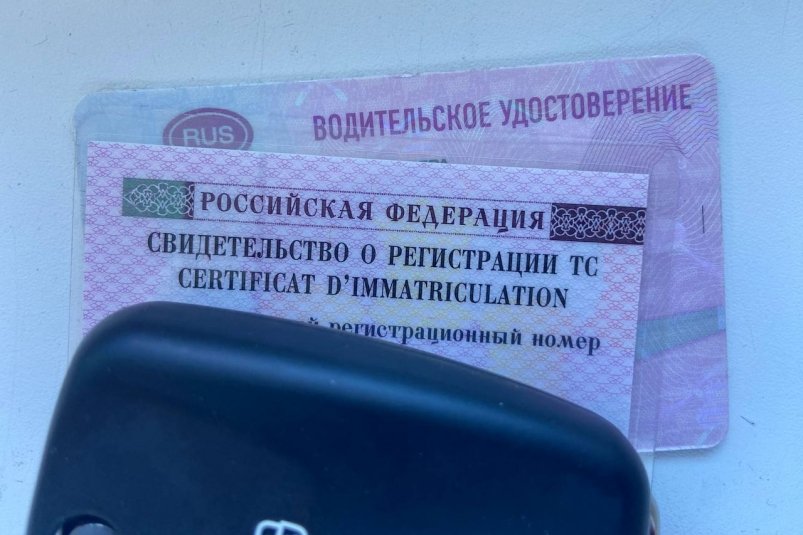 RUS
ВОДИТЕЛЬСКОЕ УДОСТОВЕРЕНИЕ
РОССИЙСКАЯ ФЕДЕРАЦИЯ
СВИДЕТЕЛЬСТВО О РЕГИСТРАЦИИ ТС
CERTIFICAT D'IMMATRICULATION
регистрационный номер